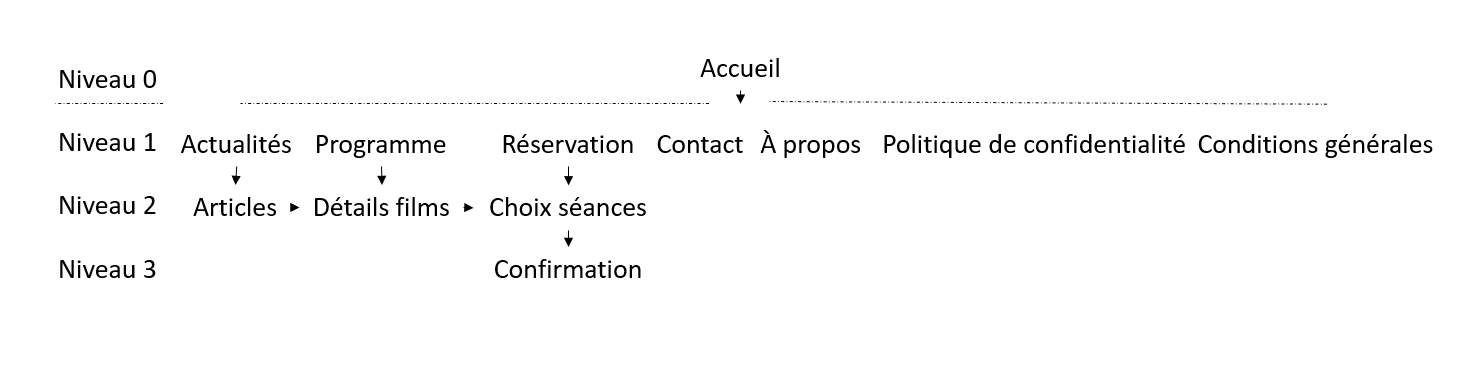 Niveau 0 Accueil
Niveau 1 Actualités Programme Réservation Contact À propos Politique de confidentialité Conditions générales
Niveau 2 Articles Détails films Choix séances
Niveau 3 Confirmation